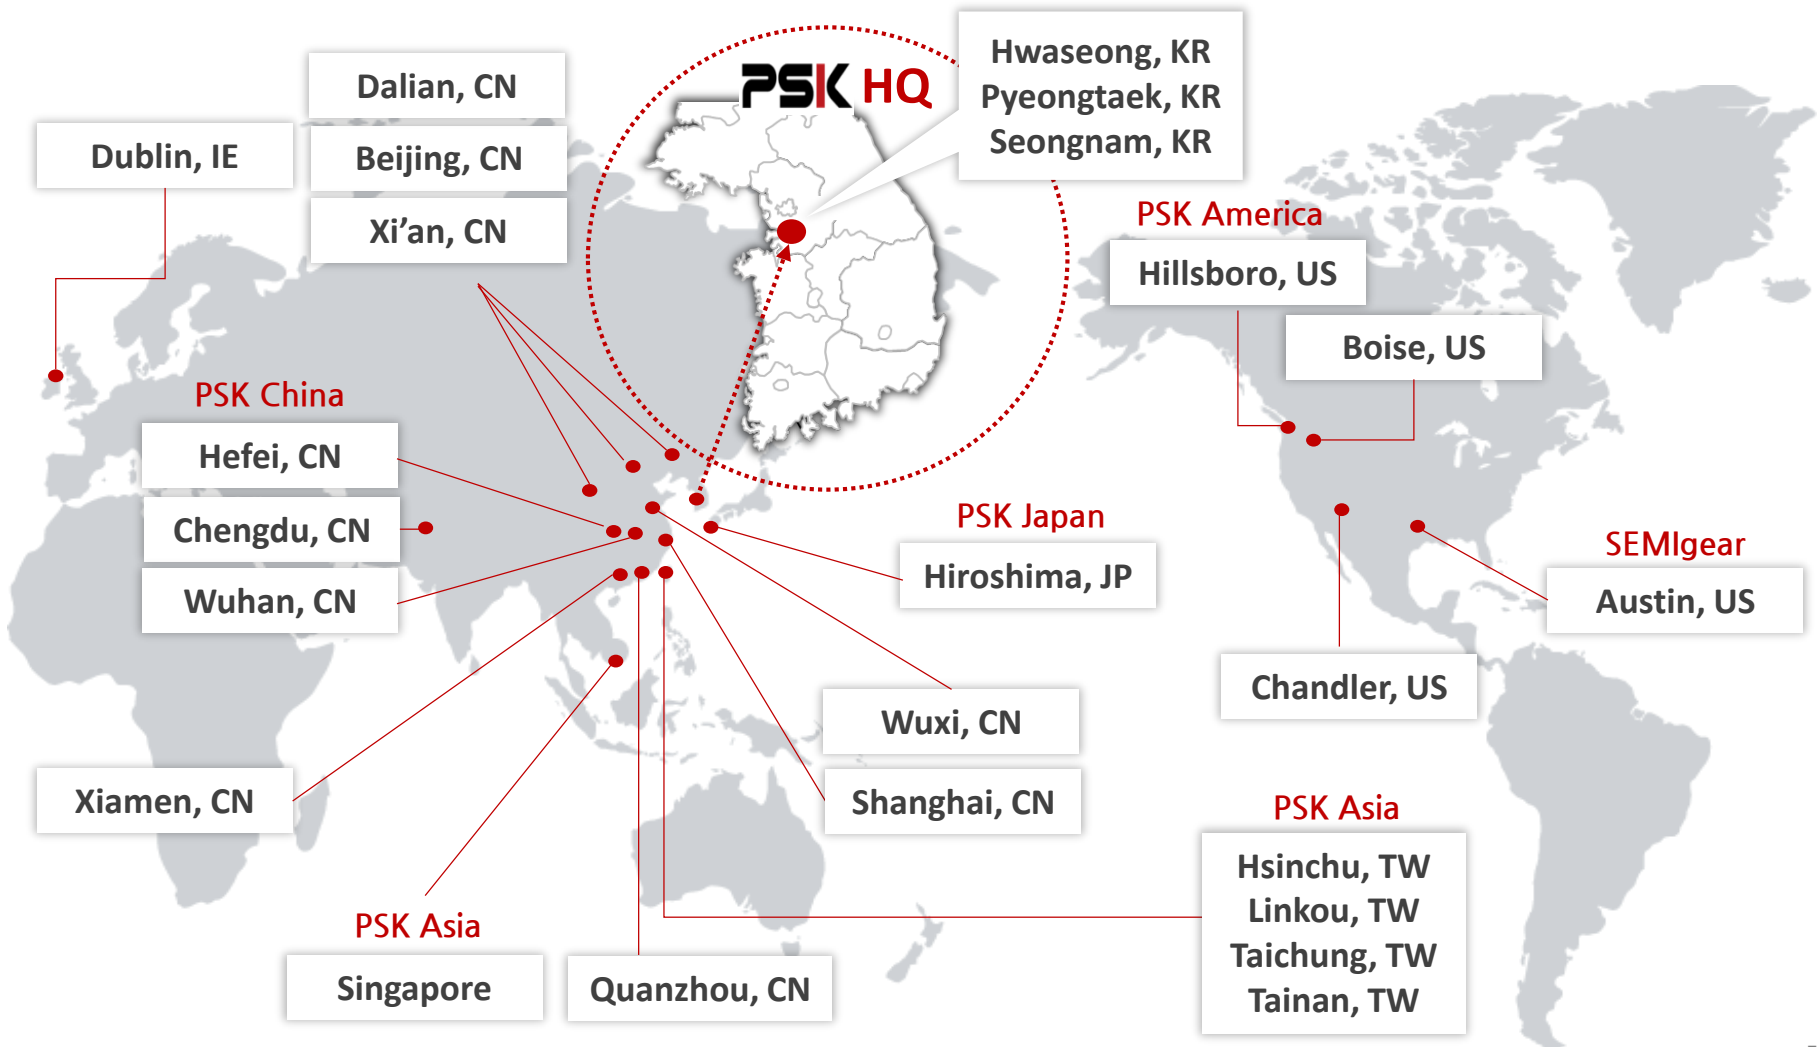 PSK HQ
Hwaseong, KR
Pyeongtaek, KR
Seongnam, KR
Dalian, CN
Beijing, CN
Xi’an, CN
Dublin, IE
PSK America
Hillsboro, US
Boise, US
PSK China
Hefei, CN
Chengdu, CN
Wuhan, CN
PSK Japan
Hiroshima, JP
SEMIgear
Austin, US
Chandler, US
Wuxi, CN
Shanghai, CN
Xiamen, CN
PSK Asia
Singapore
Quanzhou, CN
PSK Asia
Hsinchu, TW
Linkou, TW
Taichung, TW
Tainan, TW